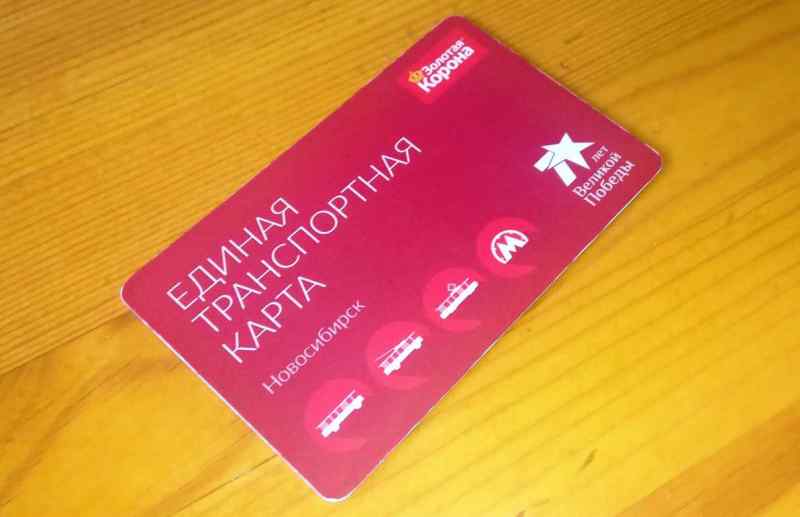 Золотая
Корона
лет
Великой
Победы
ЕДИНАЯ
ТРАНСПОРТНАЯ
КАРТА
Новосибирск
М